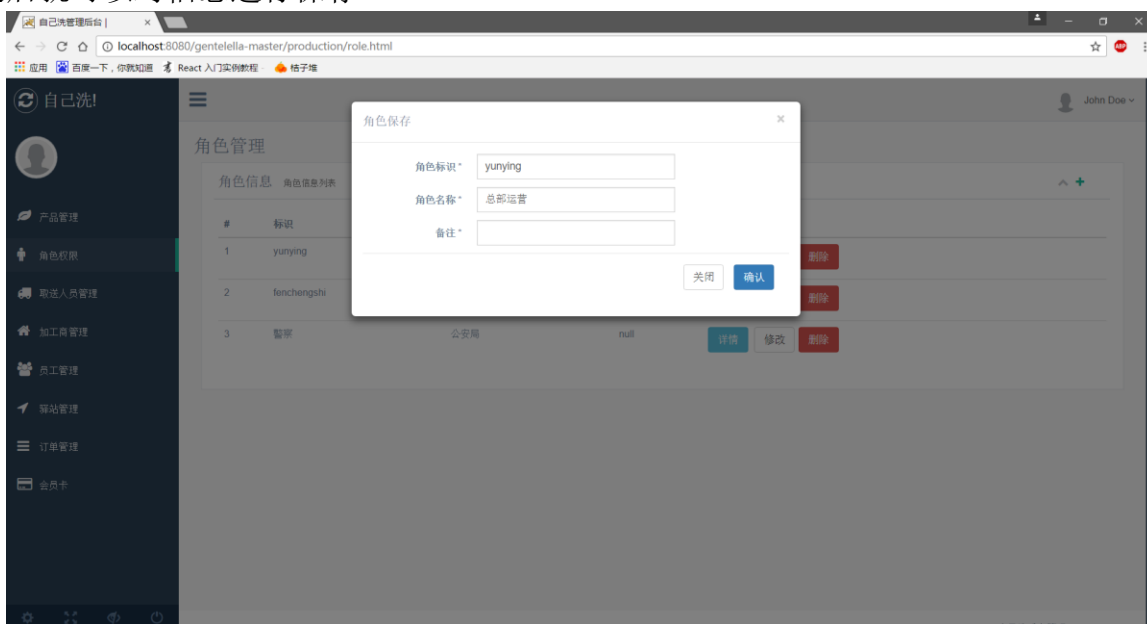 自己洗管理后台 |
localhost:8080/gentelella-master/production/role.html
应用 百度一下，你就知道 React 入门实例教程 桔子堆
自己洗!
John Doe
角色保存 ×
角色管理
角色标识* yunying
角色信息 角色信息列表
角色名称* 总部运营
产品管理
# 标识
备往*
角色权限
1 yunying 删除
关闭 确认
取送人员管理
2 fenchengshi 删除
加工商管理
3 警察 公安局 null 详情 修改 删除
员工管理
驿站管理
订单管理
会员卡